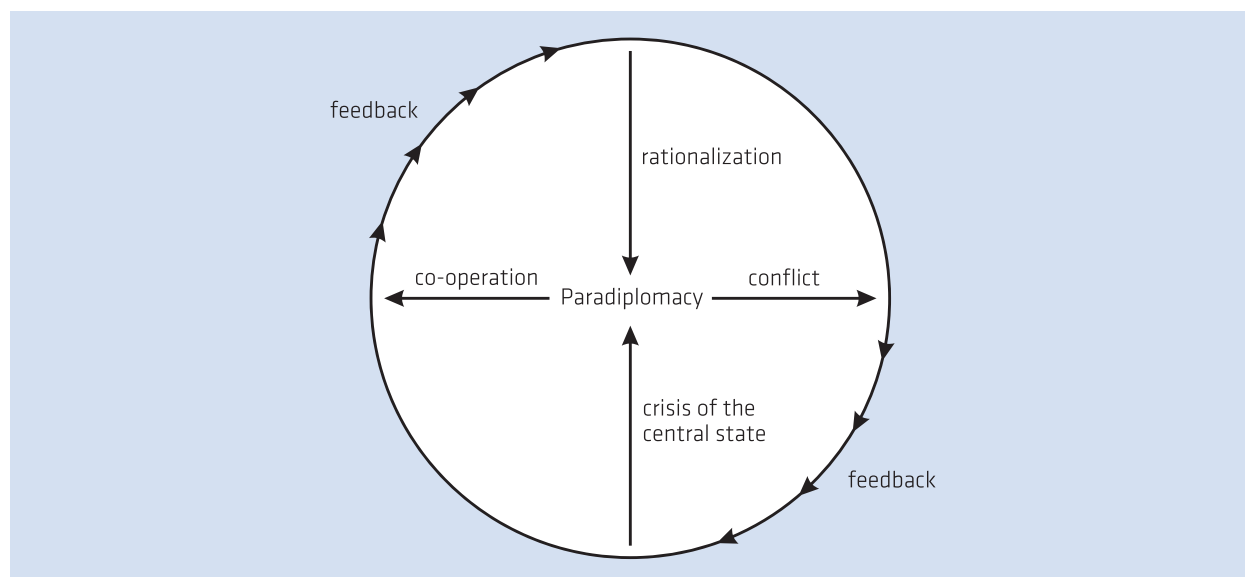 feedback
rationalization
co-operation
conflict
Paradiplomacy
crisis of the
central state
feedback